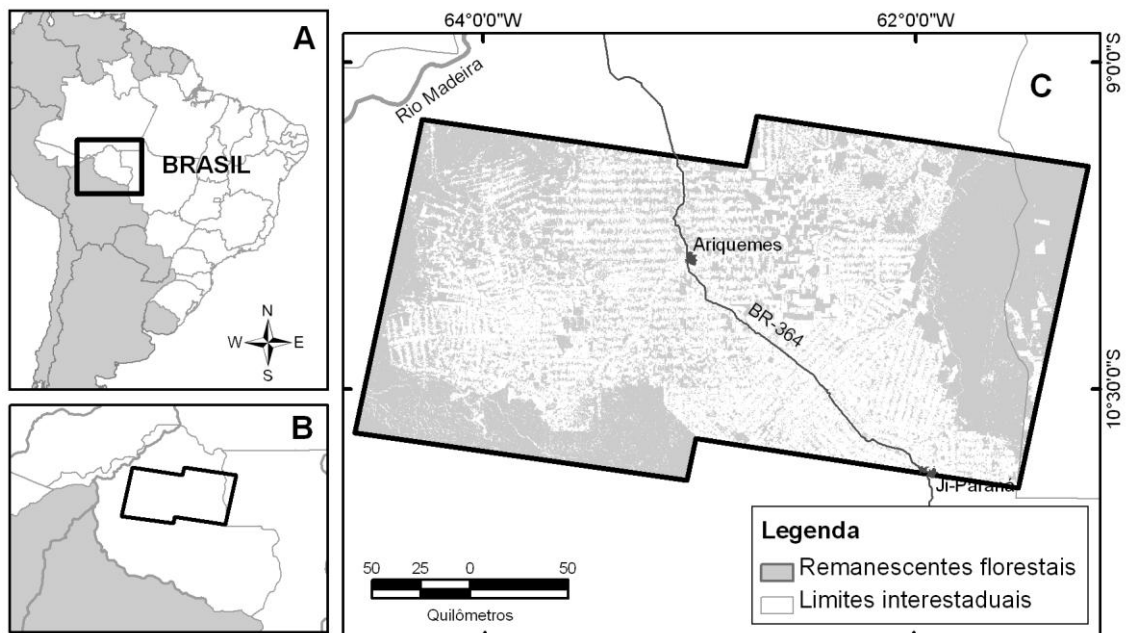 A
BRASIL
N
W E
S
B
64°0'0"W
62°0'0"W
9°0'0"S
C
Rio Madeira
Ariquemes
BR-364
10°30'0"S
Ji-Paraná
50 25 0 50
Quilômetros
Legenda
Remanescentes florestais
Limites interestaduais